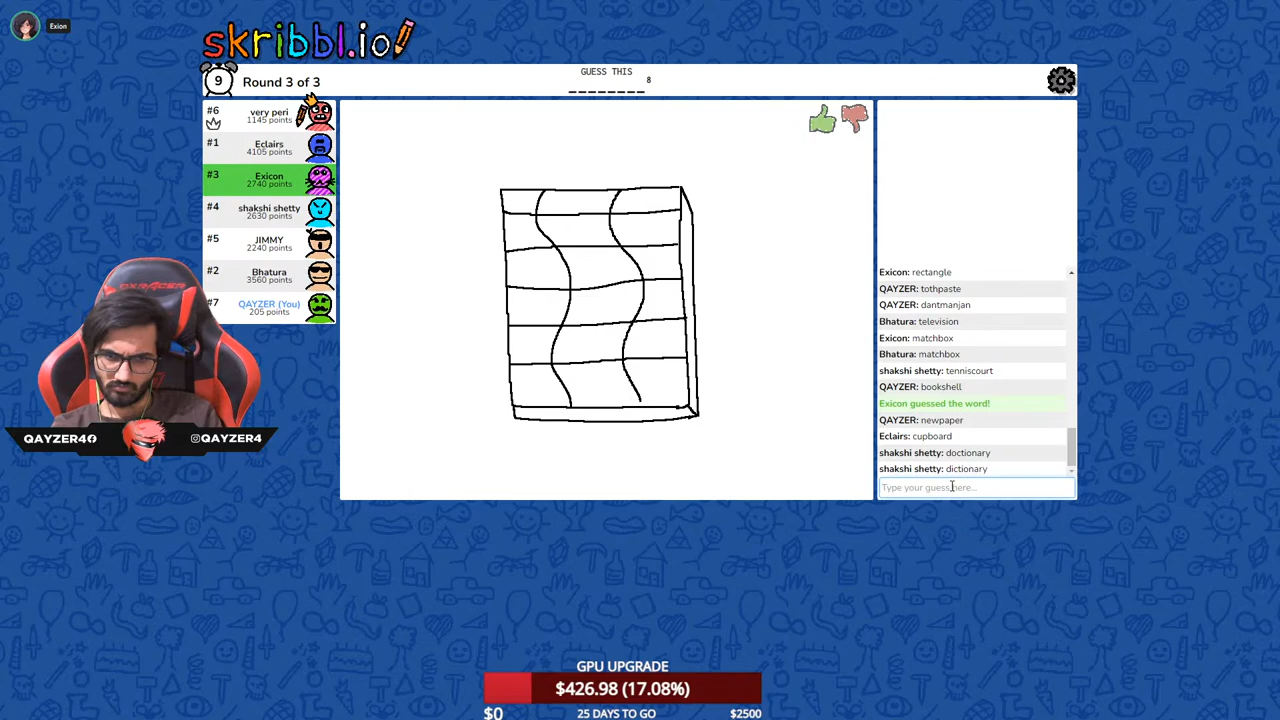 Exion
skribbl.io
9
Round 3 of 3
GUESS THIS
________ 8
#6
very peri
1145 points
#1
Eclairs
4105 points
#3
Exicon
2740 points
#4
shakshi shetty
2630 points
#5
JIMMY
2240 points
#2
Bhatura
3560 points
#7
QAYZER (You)
205 points
Exicon: rectangle
QAYZER: tothpaste
QAYZER: dantmanjan
Bhatura: television
Exicon: matchbox
Bhatura: matchbox
shakshi shetty: tenniscourt
QAYZER: bookshell
Exicon guessed the word!
QAYZER: newpaper
Eclairs: cupboard
shakshi shetty: doctionary
shakshi shetty: dictionary
Type your guess here...
DXRACER
QAYZER4
@QAYZER4
GPU UPGRADE
$426.98 (17.08%)
$0
25 DAYS TO GO
$2500